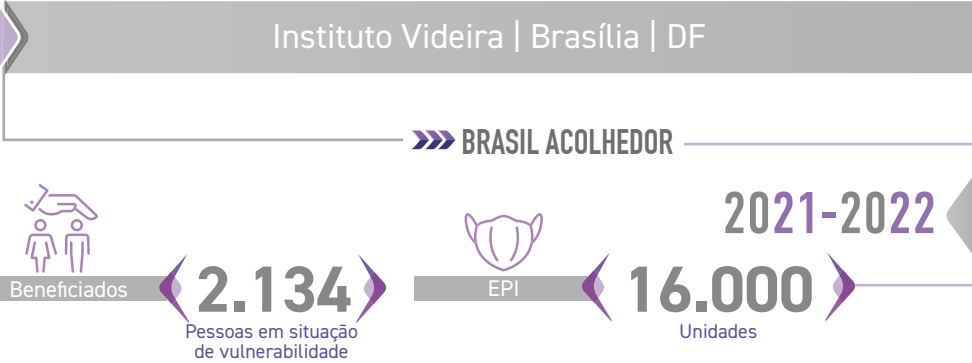 Instituto Videira | Brasília | DF
BRASIL ACOLHEDOR
2021-2022
Beneficiados
2.134
Pessoas em situação
de vulnerabilidade
EPI
16.000
Unidades